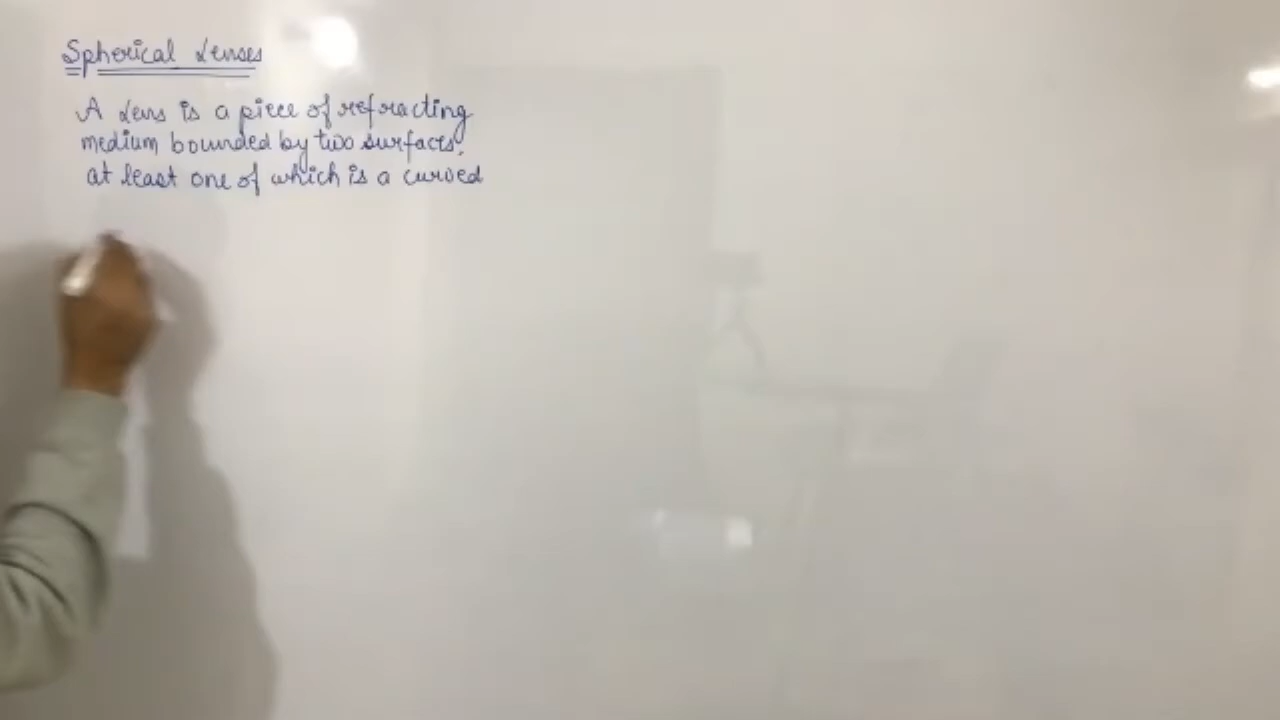 Spherical Lenses
A Lens is a piece of refracting
medium bounded by two surfaces,
at least one of which is a curved